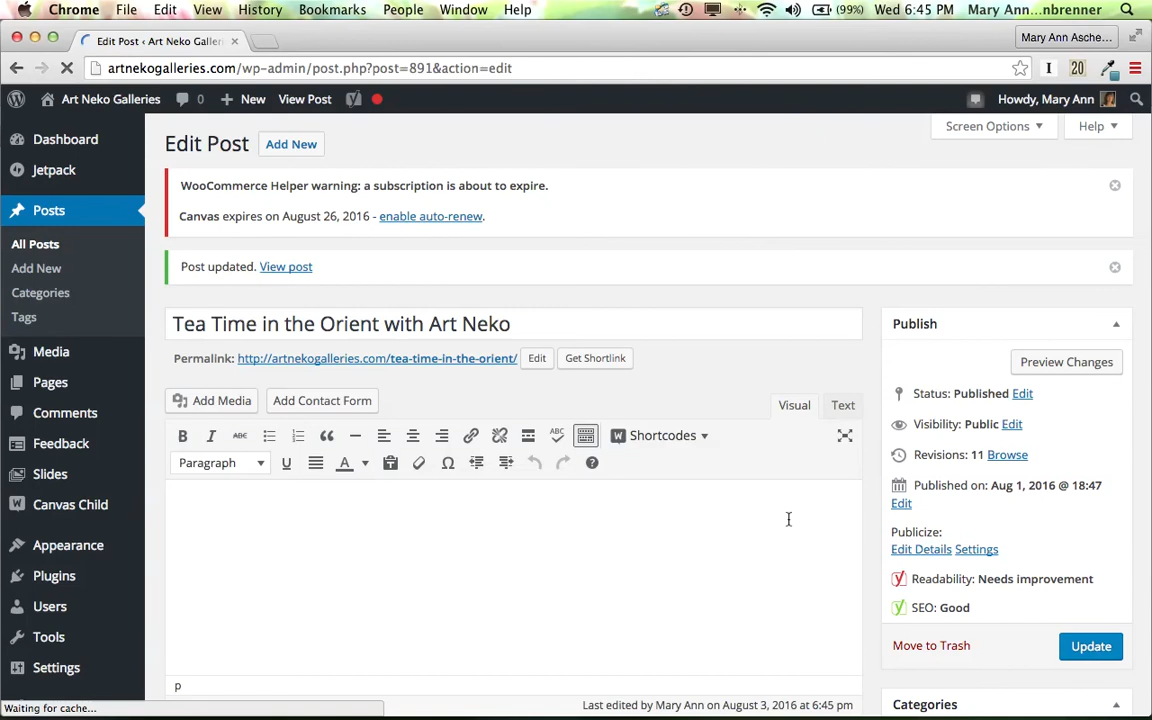 Chrome File Edit View History Bookmarks People Window Help (99%) Wed 6:45 PM Mary Ann...nbrenner
Edit Post ‹ Art Neko Galler × Mary Ann Asche...
artnekogalleries.com/wp-admin/post.php?post=891&action=edit 20
Art Neko Galleries 0 + New View Post Howdy, Mary Ann
Dashboard
Jetpack
Posts
All Posts
Add New
Categories
Tags
Media
Pages
Comments
Feedback
Slides
Canvas Child
Appearance
Plugins
Users
Tools
Settings
Screen Options Help
Edit Post Add New
WooCommerce Helper warning: a subscription is about to expire.
Canvas expires on August 26, 2016 - enable auto-renew.
Post updated. View post
Tea Time in the Orient with Art Neko
Permalink: http://artnekogalleries.com/tea-time-in-the-orient/ Edit Get Shortlink
Add Media Add Contact Form Visual Text
B I ABC ABC W Shortcodes
Paragraph U A Ω
p
Last edited by Mary Ann on August 3, 2016 at 6:45 pm
Publish
Preview Changes
Status: Published Edit
Visibility: Public Edit
Revisions: 11 Browse
Published on: Aug 1, 2016 @ 18:47
Edit
Publicize:
Edit Details Settings
Readability: Needs improvement
SEO: Good
Move to Trash Update
Categories
Waiting for cache...